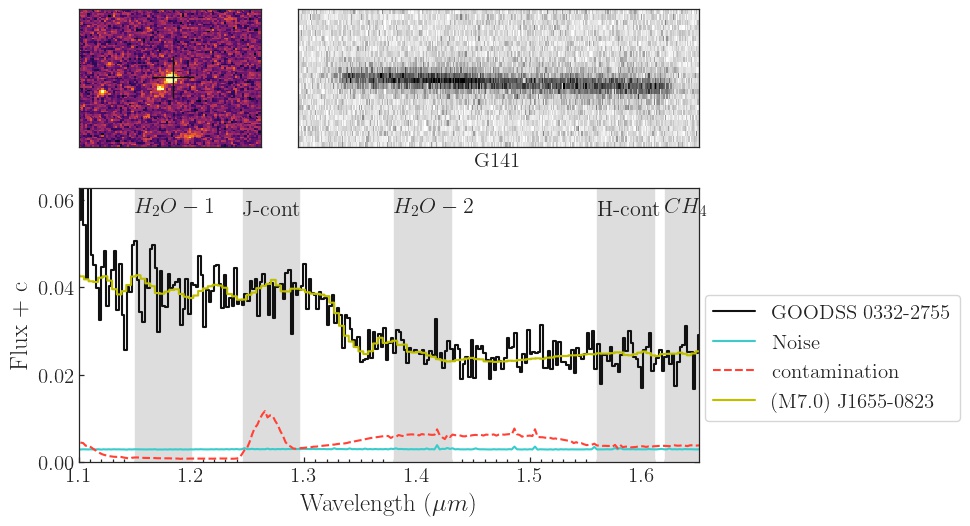 G141
H₂O − 1 J-cont H₂O − 2 H-cont CH₄
0.06
0.04
0.02
0.00
Flux + c
1.1 1.2 1.3 1.4 1.5 1.6
Wavelength (μm)
GOODSS 0332-2755
Noise
contamination
(M7.0) J1655-0823